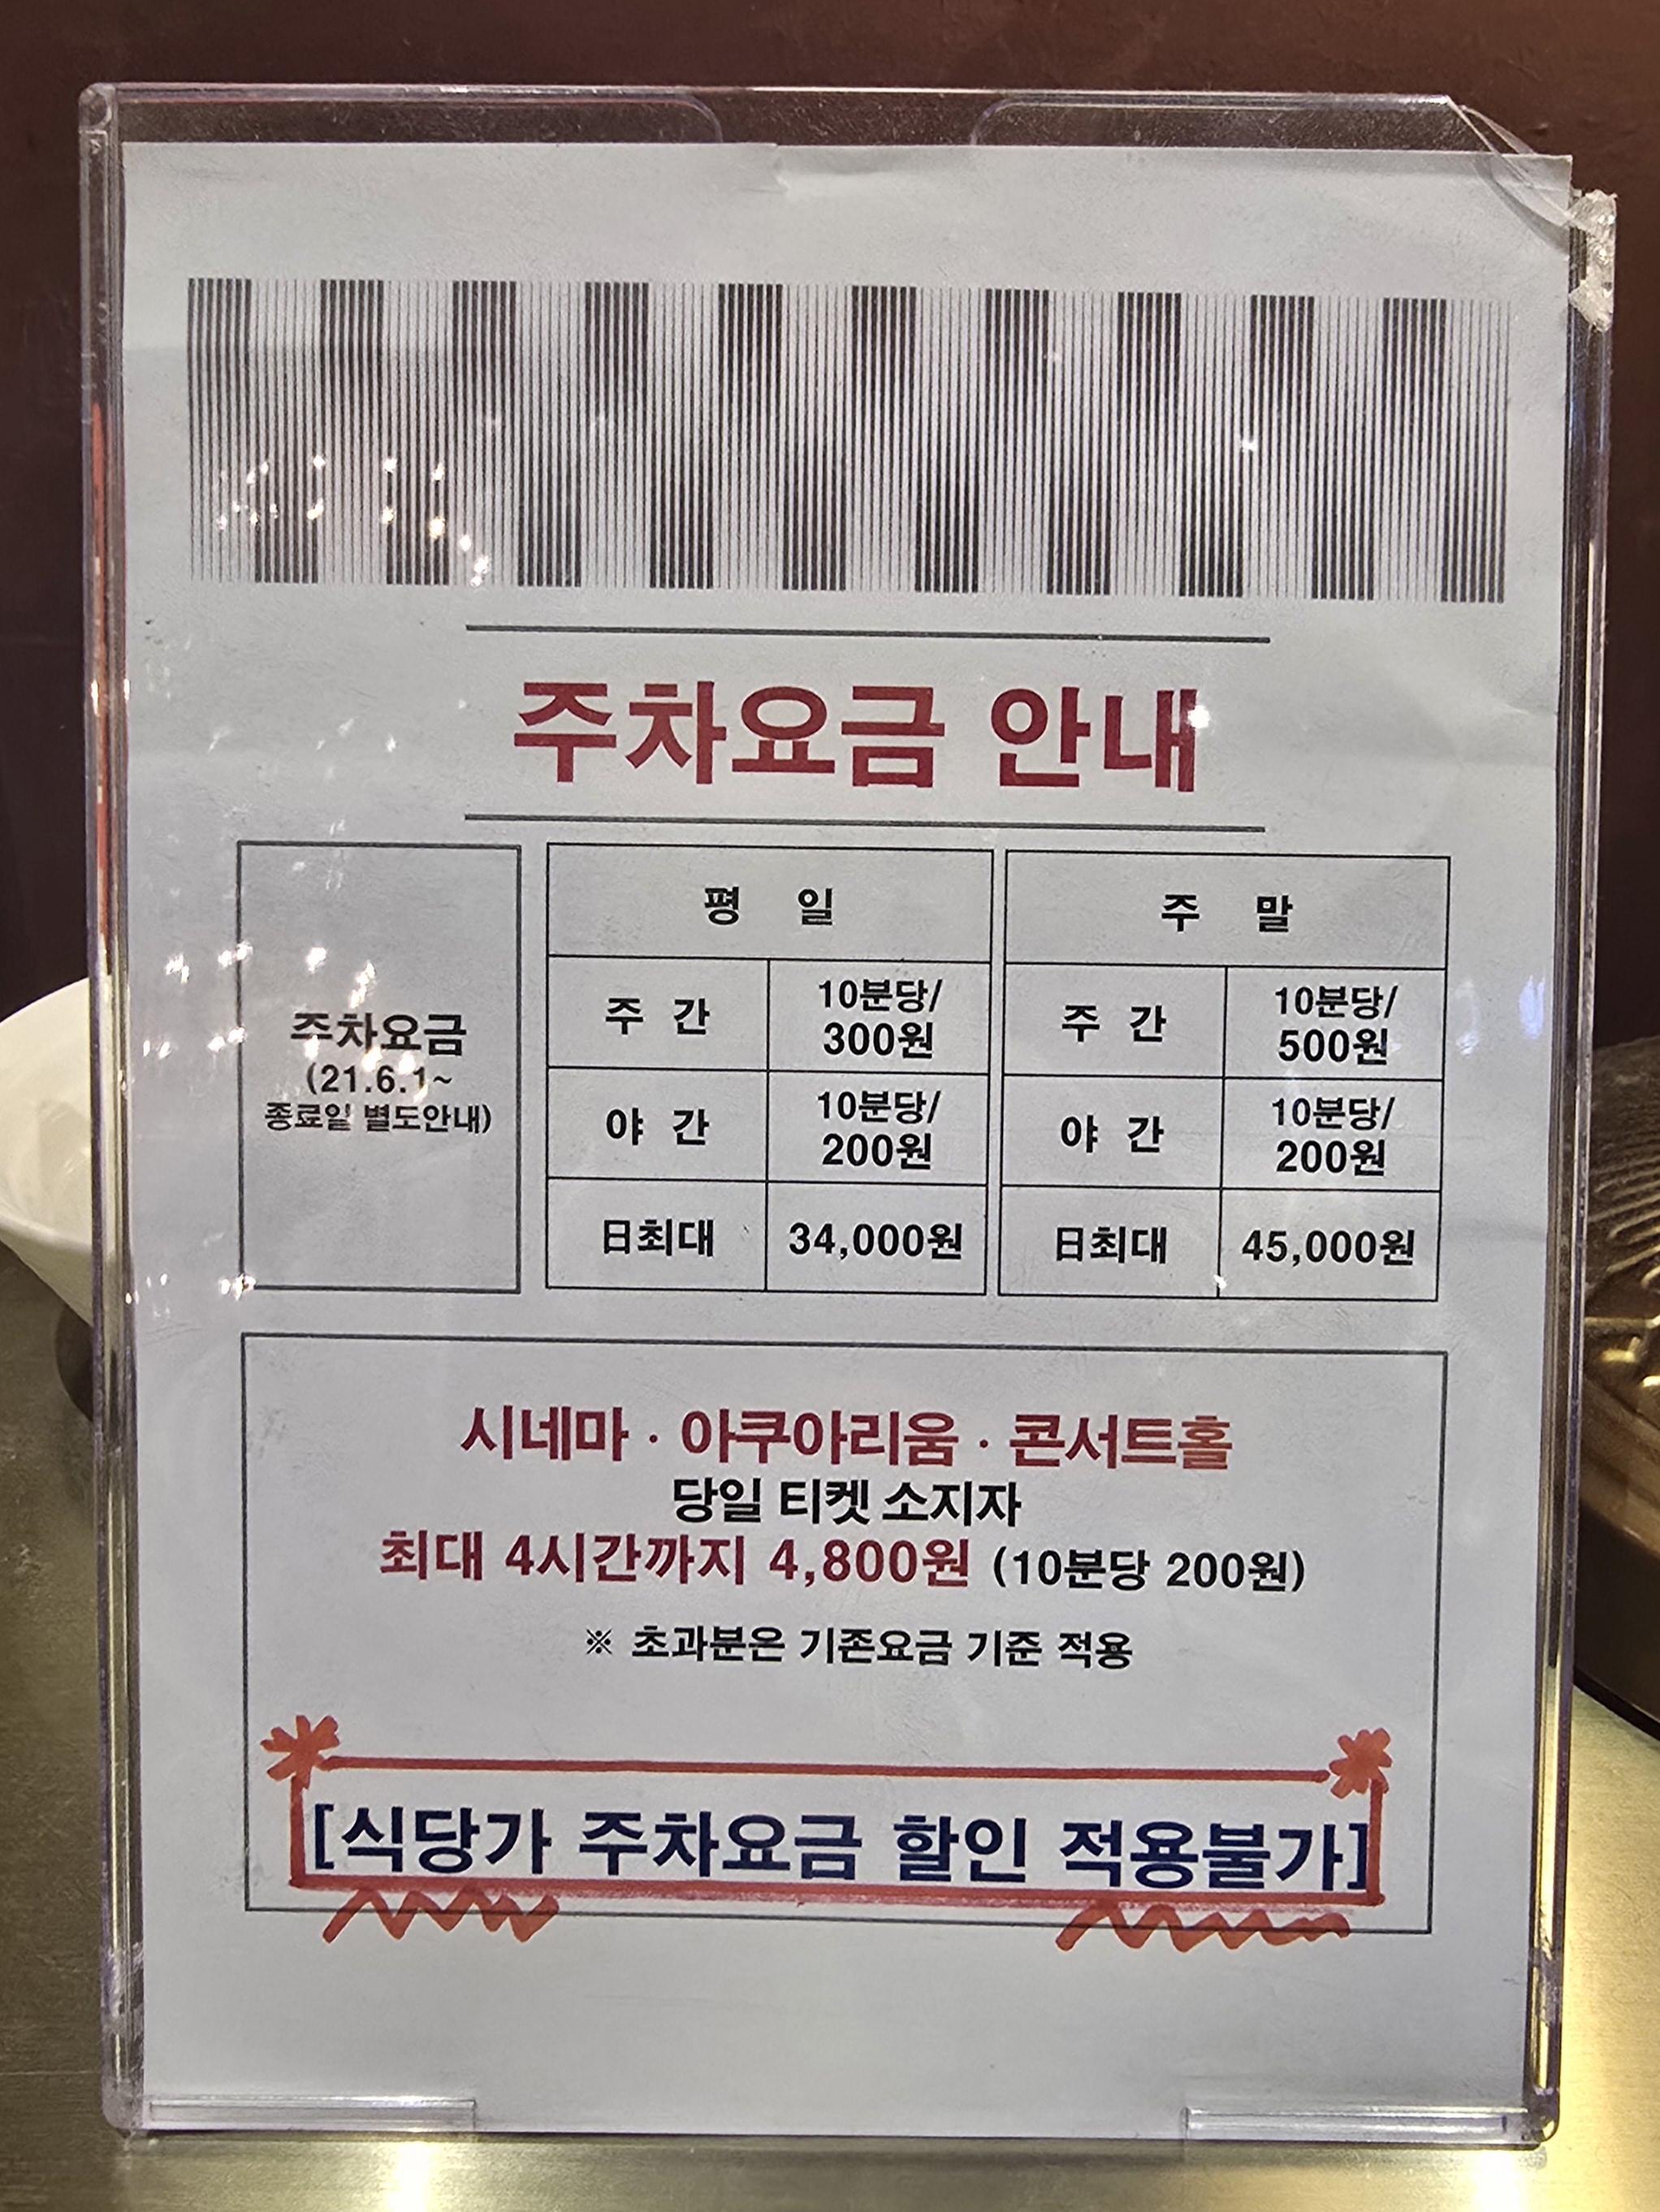 주차요금 안내
주차요금
(21.6.1~
종료일 별도안내)
평 일
주 간
10분당/
300원
야 간
10분당/
200원
日최대
34,000원
주 말
주 간
10분당/
500원
야 간
10분당/
200원
日최대
45,000원
시네마 · 아쿠아리움 · 콘서트홀
당일 티켓 소지자
최대 4시간까지 4,800원 (10분당 200원)
※ 초과분은 기존요금 기준 적용
[식당가 주차요금 할인 적용불가]